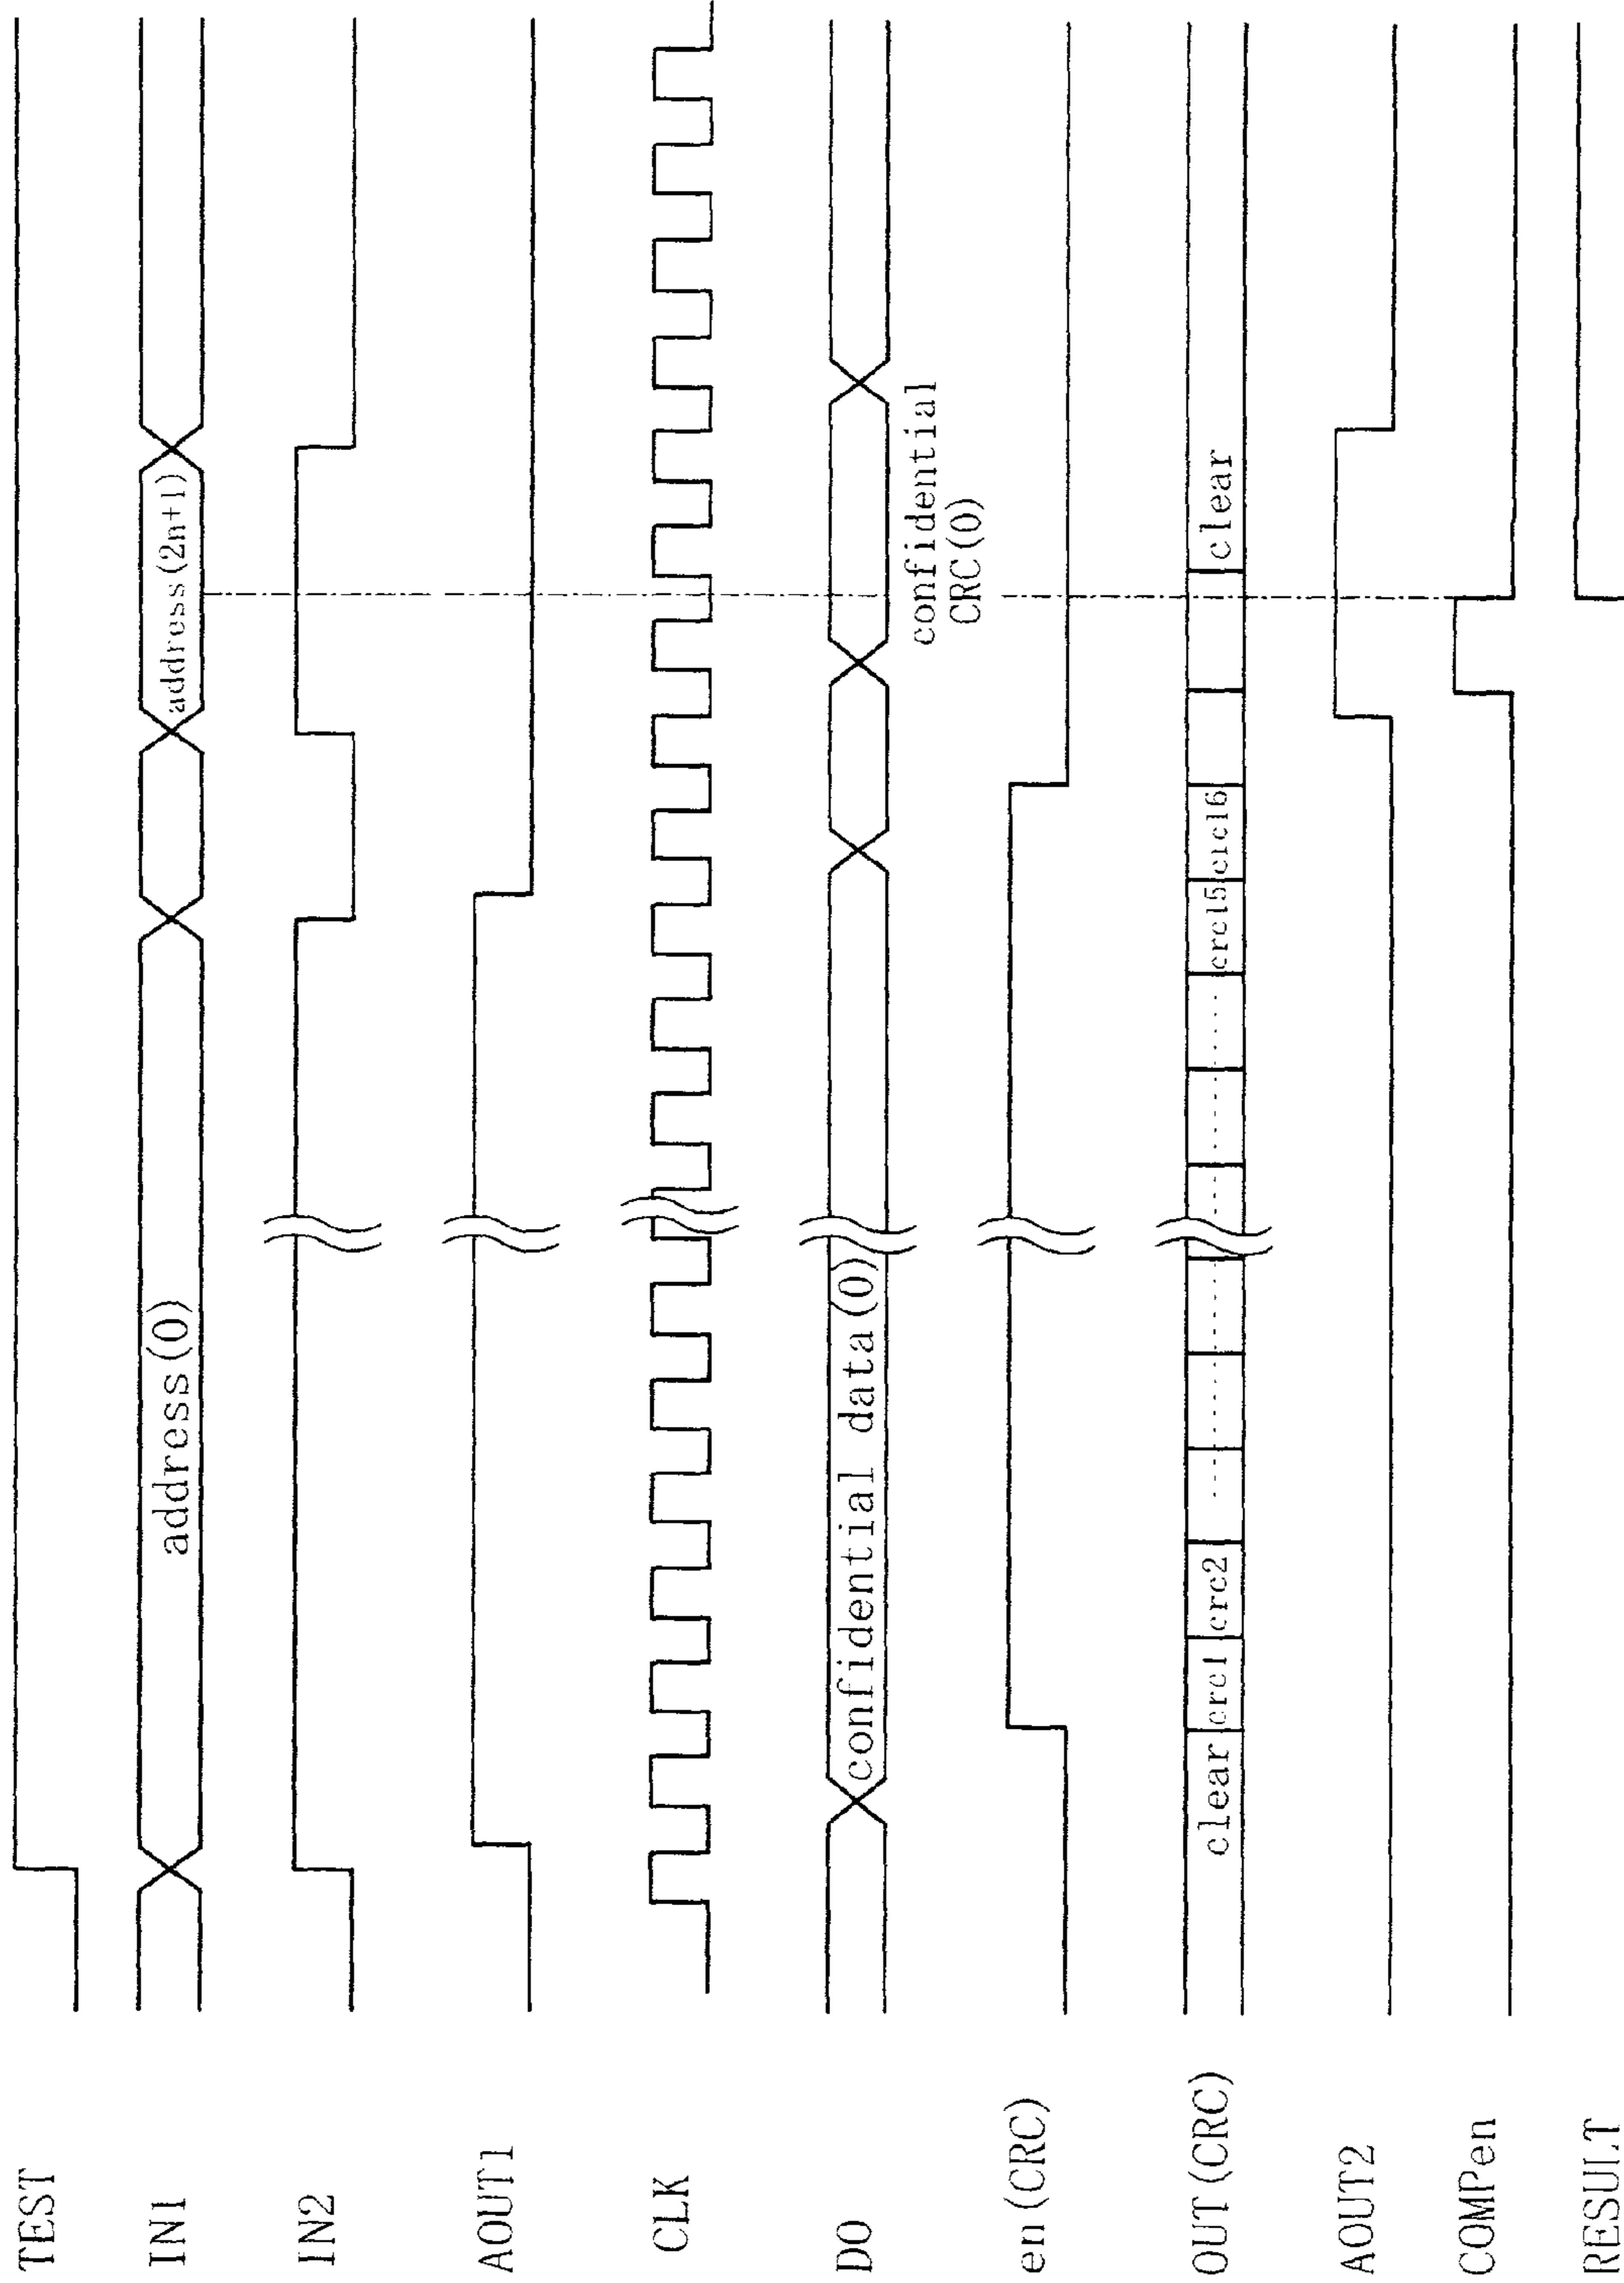 TEST
IN1
address(0)
address(2n+1)
IN2
AOUT1
CLK
DO
confidential data(0)
confidential
CRC(0)
en(CRC)
OUT(CRC)
clear crc1 crc2 ...... ...... ...... ...... ...... ...... crc15 crc16 clear
AOUT2
COMPen
RESULT